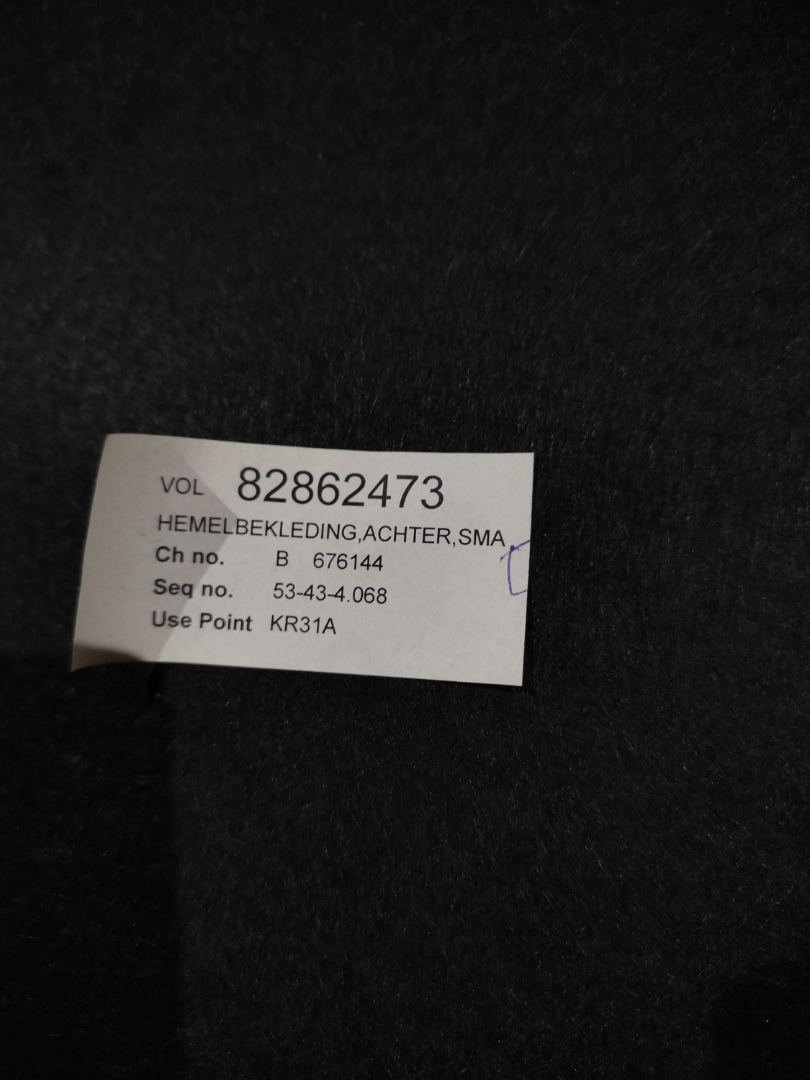 VOL 82862473
HEMELBEKLEDING,ACHTER,SMA
Ch no. B 676144
Seq no. 53-43-4.068
Use Point KR31A